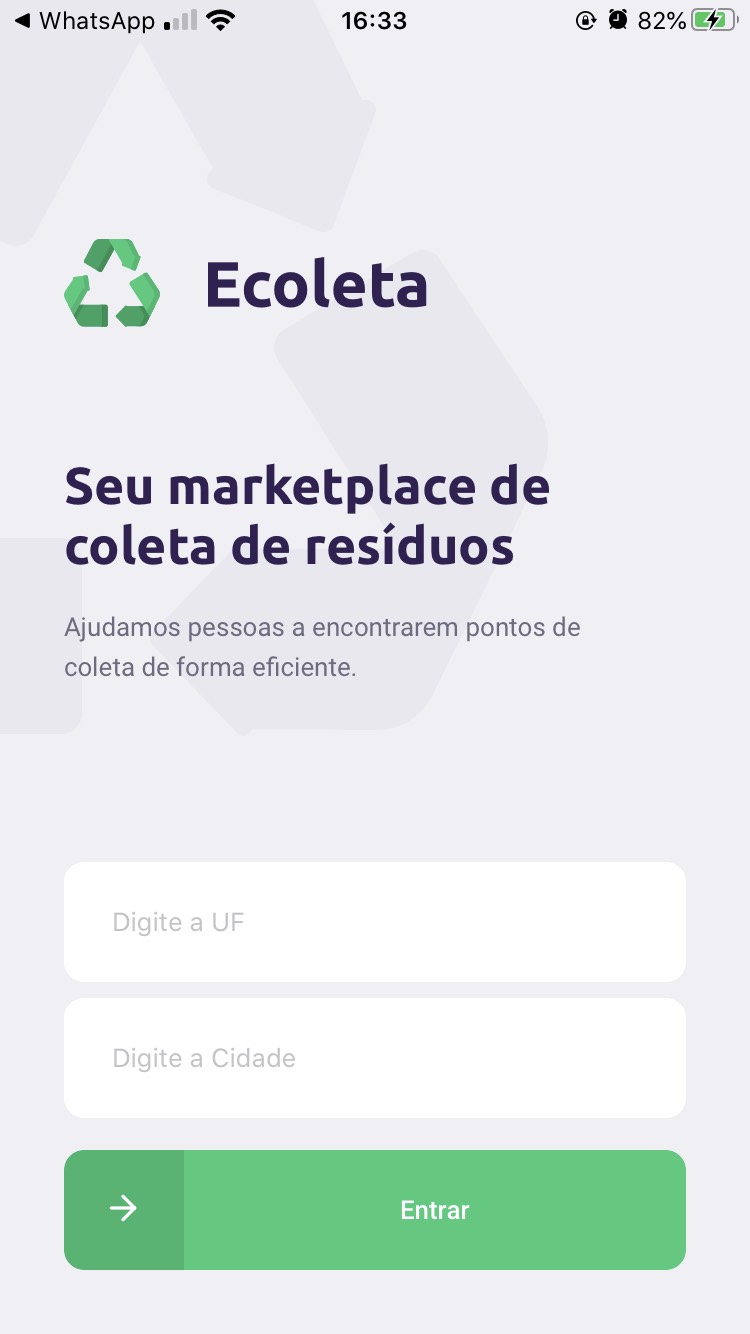 WhatsApp 16:33 82%
Ecoleta
Seu marketplace de
coleta de resíduos
Ajudamos pessoas a encontrarem pontos de
coleta de forma eficiente.
Digite a UF
Digite a Cidade
Entrar